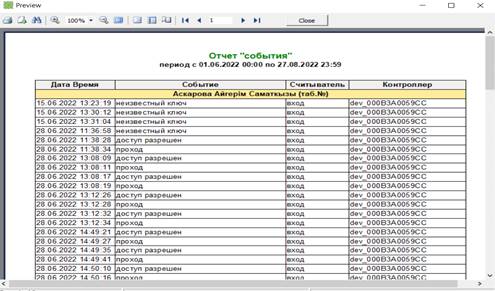 Preview
100%
1
Close
Отчет "события"
период с 01.06.2022 00:00 по 27.08.2022 23:59
Дата Время Событие Считыватель Контроллер
Аскарова Айгерім Саматкызы (таб.№)
15.06.2022 13:23:19 неизвестный ключ вход dev_000B3A0059CC
15.06.2022 13:30:12 неизвестный ключ вход dev_000B3A0059CC
15.06.2022 13:31:04 неизвестный ключ вход dev_000B3A0059CC
28.06.2022 11:36:58 неизвестный ключ вход dev_000B3A0059CC
28.06.2022 11:38:28 доступ разрешен вход dev_000B3A0059CC
28.06.2022 11:38:34 проход вход dev_000B3A0059CC
28.06.2022 13:08:09 доступ разрешен вход dev_000B3A0059CC
28.06.2022 13:08:11 проход вход dev_000B3A0059CC
28.06.2022 13:08:17 доступ разрешен вход dev_000B3A0059CC
28.06.2022 13:08:19 проход вход dev_000B3A0059CC
28.06.2022 13:12:26 доступ разрешен вход dev_000B3A0059CC
28.06.2022 13:12:28 проход вход dev_000B3A0059CC
28.06.2022 13:12:32 доступ разрешен вход dev_000B3A0059CC
28.06.2022 13:12:34 проход вход dev_000B3A0059CC
28.06.2022 14:49:21 доступ разрешен вход dev_000B3A0059CC
28.06.2022 14:49:27 проход вход dev_000B3A0059CC
28.06.2022 14:49:35 доступ разрешен вход dev_000B3A0059CC
28.06.2022 14:49:41 проход вход dev_000B3A0059CC
28.06.2022 14:50:10 доступ разрешен вход dev_000B3A0059CC
28.06.2022 14:50:16 проход вход dev_000B3A0059CC